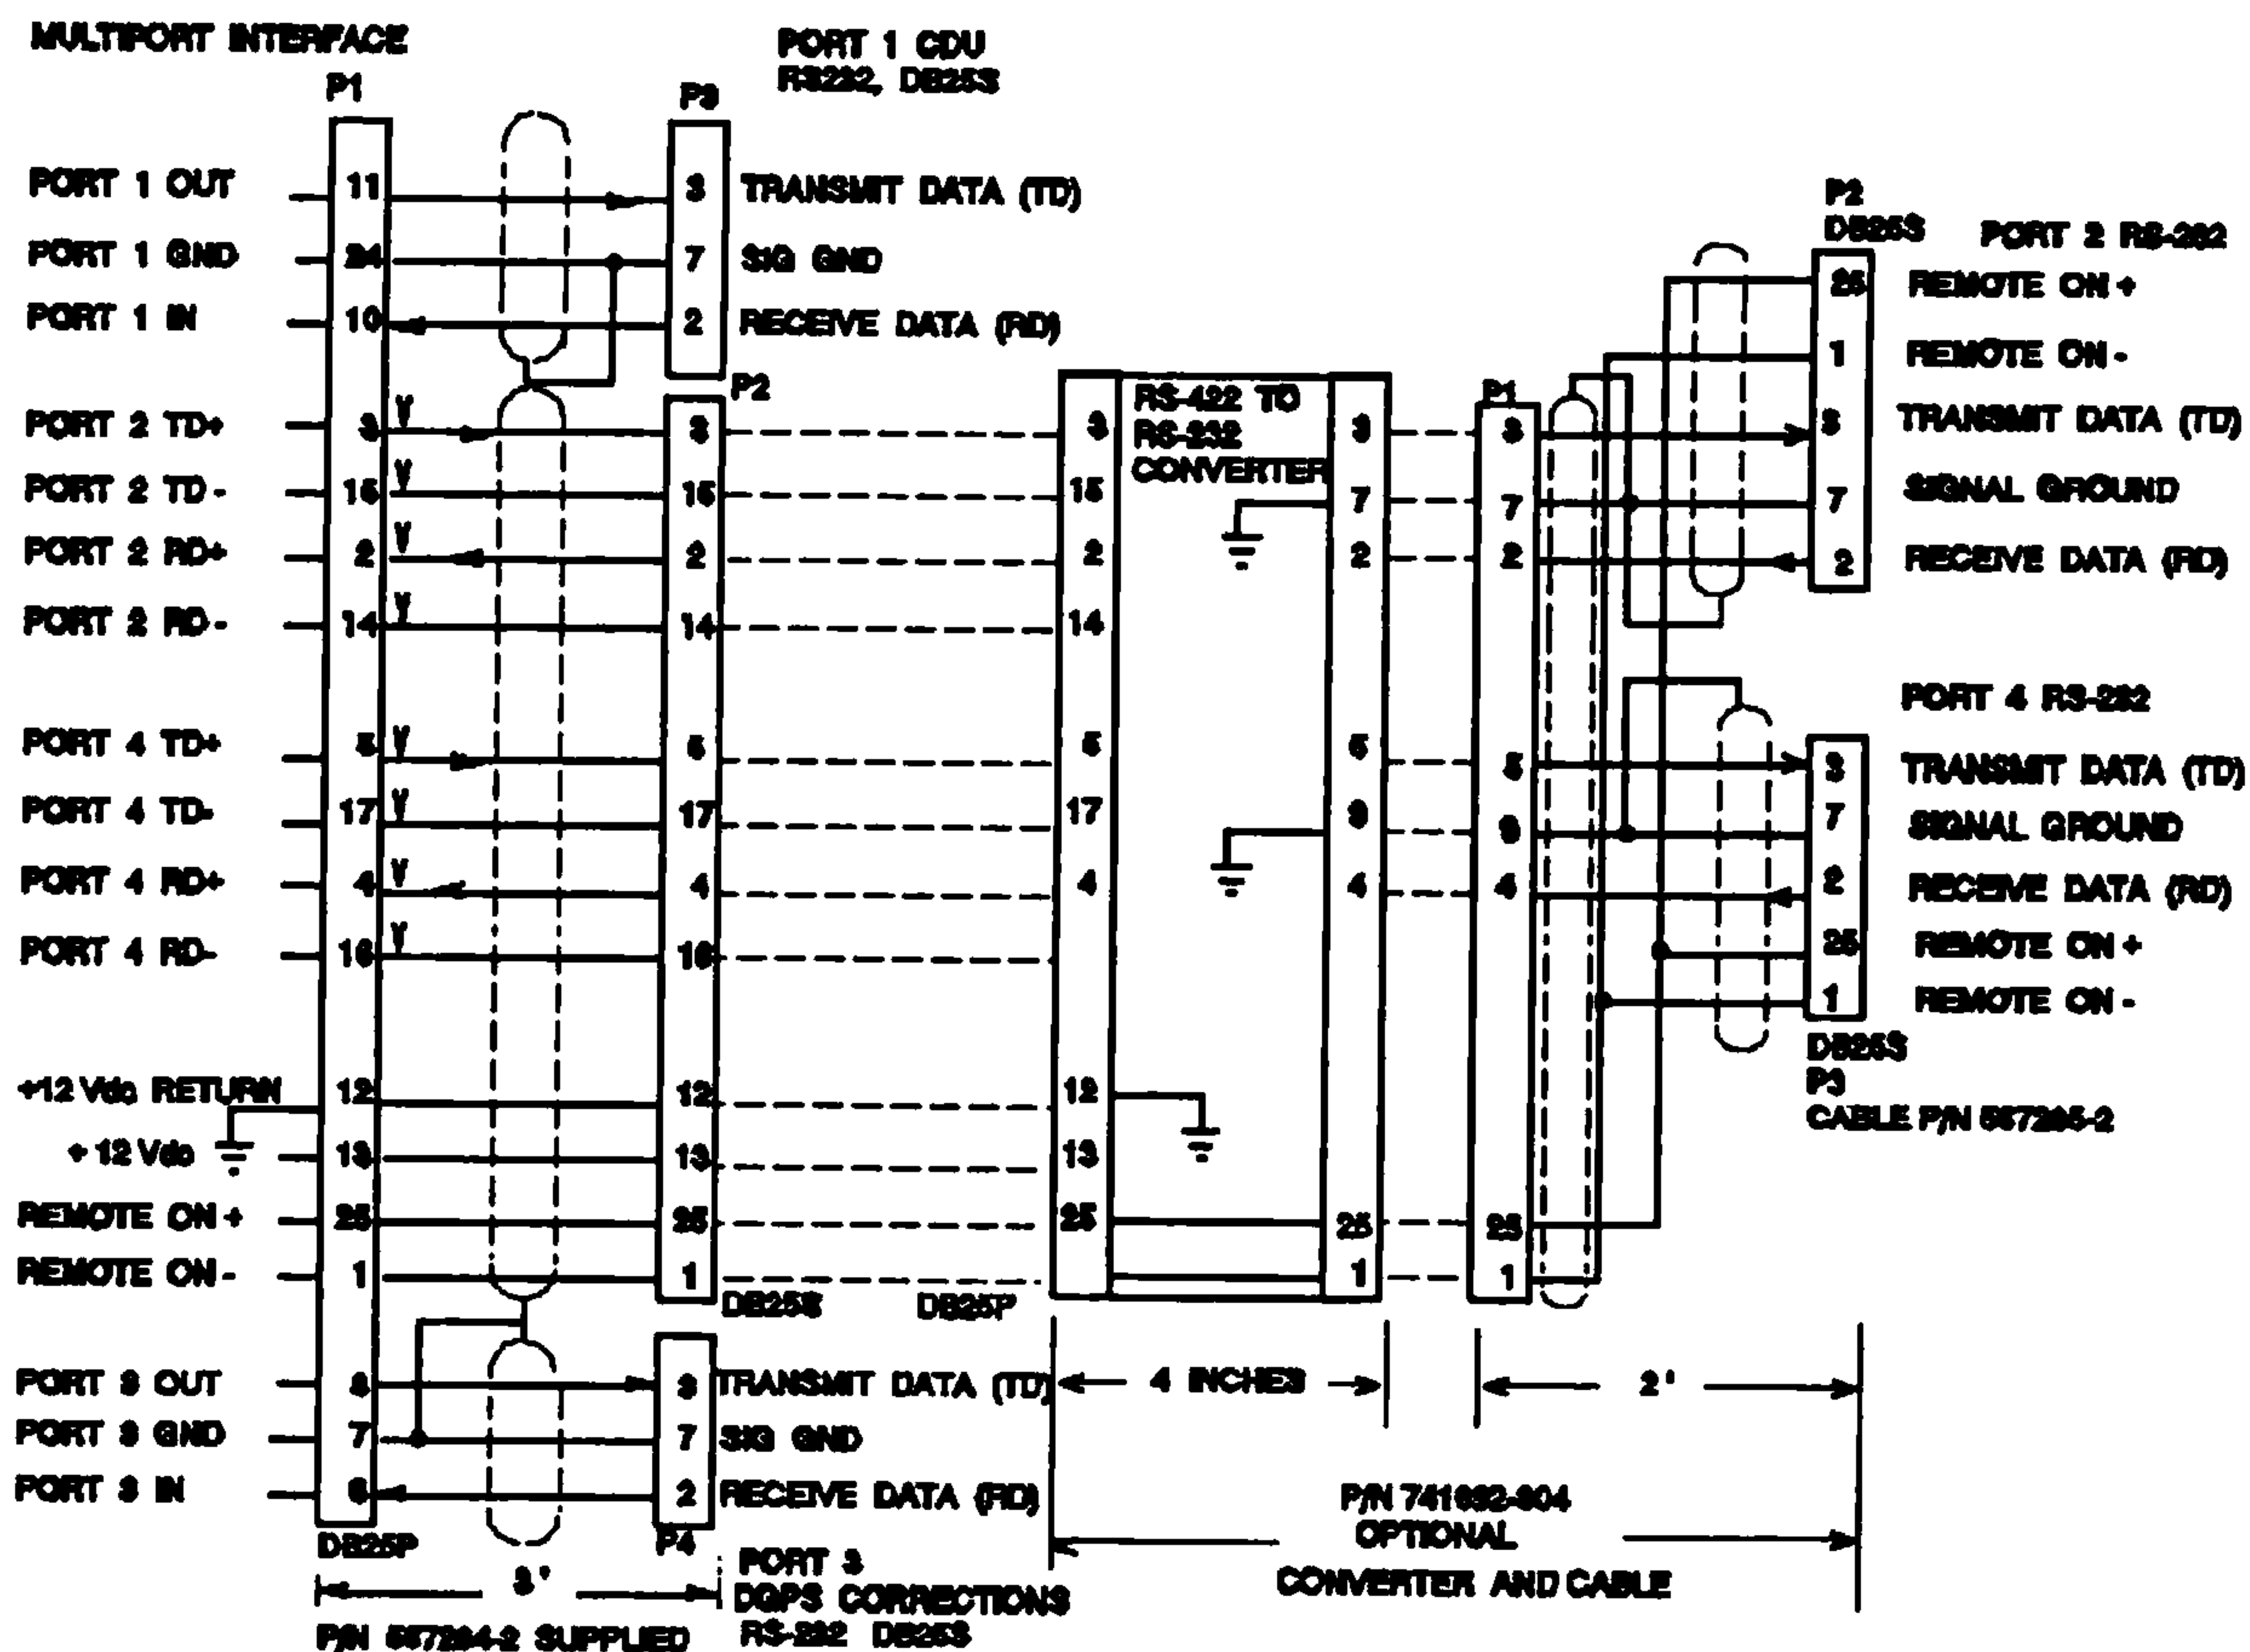 MULTIPORT INTERFACE
P1
PORT 1 CDU
RS232, DB25S
P3
PORT 1 OUT 11 3 TRANSMIT DATA (TD)
PORT 1 GND 24 7 SIG GND
PORT 1 IN 10 2 RECEIVE DATA (RD)
P2
PORT 2 TD+ 3 3 3
PORT 2 TD- 15 15 15
PORT 2 RD+ 2 2 2
PORT 2 RD- 14 14 14
PORT 4 TD+ 5 5 5
PORT 4 TD- 17 17 17
PORT 4 RD+ 4 4 4
PORT 4 RD- 16 16
+12 Vdc RETURN 12 12 12
+ 12 Vdc 13 13 13
REMOTE ON + 25 25 25
REMOTE ON - 1 1
DB25S DB25P
RS-422 TO
RS-232
CONVERTER
3
7
2
5
9
4
25
1
P1
3
7
2
5
9
4
25
1
P2
DB25S PORT 2 RS-232
25 REMOTE ON +
1 REMOTE ON -
3 TRANSMIT DATA (TD)
7 SIGNAL GROUND
2 RECEIVE DATA (RD)
PORT 4 RS-232
3 TRANSMIT DATA (TD)
7 SIGNAL GROUND
2 RECEIVE DATA (RD)
25 REMOTE ON +
1 REMOTE ON -
DB25S
P3
CABLE P/N
PORT 3 OUT 8 3 TRANSMIT DATA (TD)
PORT 3 GND 7 7 SIG GND
PORT 3 IN 6 2 RECEIVE DATA (RD)
DB25P
P4
3'
P/N SUPPLIED
PORT 3
DGPS CORRECTIONS
RS-232 DB25S
4 INCHES
2'
P/N
OPTIONAL
CONVERTER AND CABLE